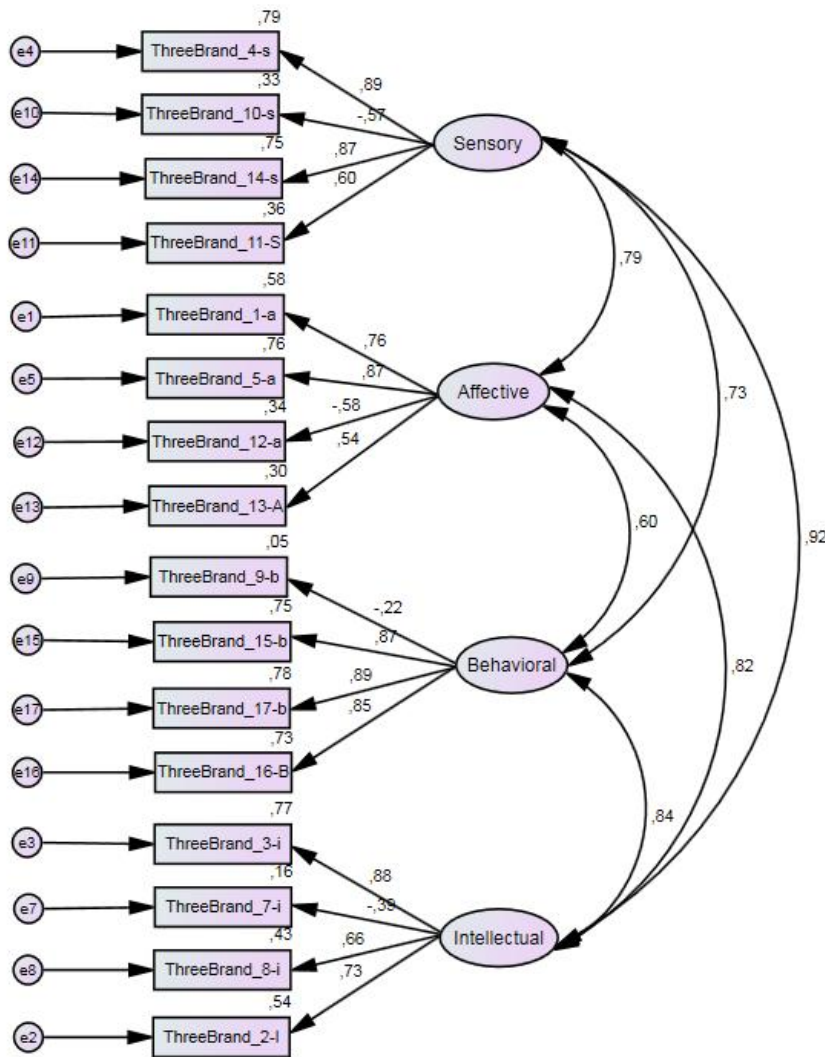 ,79
e4 ThreeBrand_4-s ,89
,33
e10 ThreeBrand_10-s -,57
Sensory
,75
e14 ThreeBrand_14-s ,87
,60
,36
e11 ThreeBrand_11-S
,79
,58
e1 ThreeBrand_1-a
,76
,76
e5 ThreeBrand_5-a ,87
Affective
,73
,34
e12 ThreeBrand_12-a -,58
,54
,30
e13 ThreeBrand_13-A
,60
,92
,05
e9 ThreeBrand_9-b
-,22
,75
e15 ThreeBrand_15-b ,87
Behavioral
,82
,78
e17 ThreeBrand_17-b ,89
,85
,73
e16 ThreeBrand_16-B
,84
,77
e3 ThreeBrand_3-i
,88
,16
e7 ThreeBrand_7-i -,39
Intellectual
,43
e8 ThreeBrand_8-i ,66
,73
,54
e2 ThreeBrand_2-I